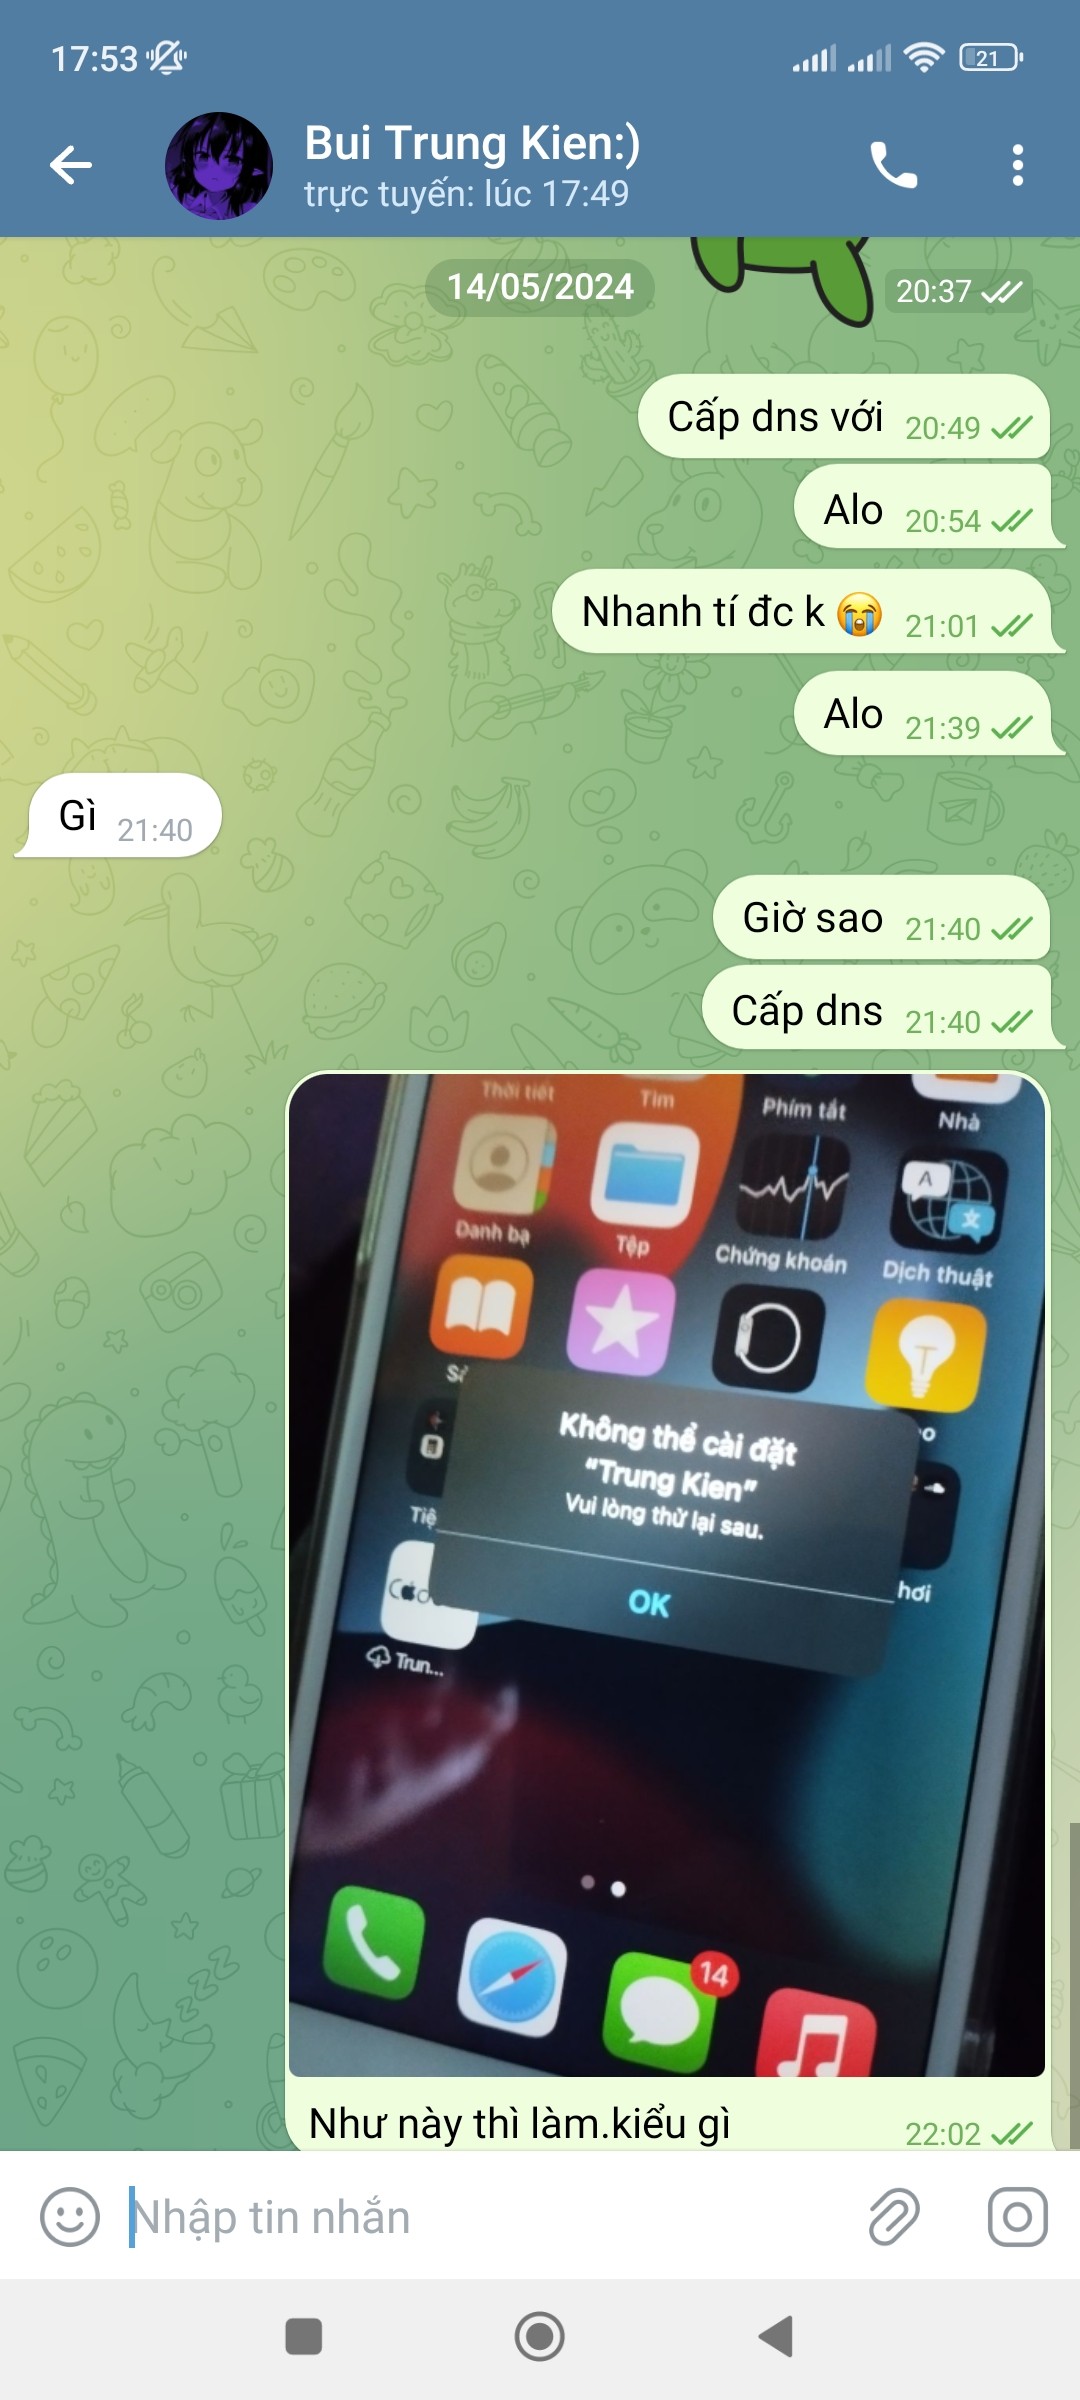 17:53
21
Bui Trung Kien:)
trực tuyến: lúc 17:49
14/05/2024
20:37
Cấp dns với 20:49
Alo 20:54
Nhanh tí đc k 😭 21:01
Alo 21:39
Gì 21:40
Giờ sao 21:40
Cấp dns 21:40
Thời tiết Tìm Phím tắt Nhà
Danh bạ Tệp Chứng khoán Dịch thuật
Không thể cài đặt
“Trung Kien”
Vui lòng thử lại sau.
OK
Tiệ
hơi
Trun...
14
Như này thì làm.kiểu gì 22:02
Nhập tin nhắn